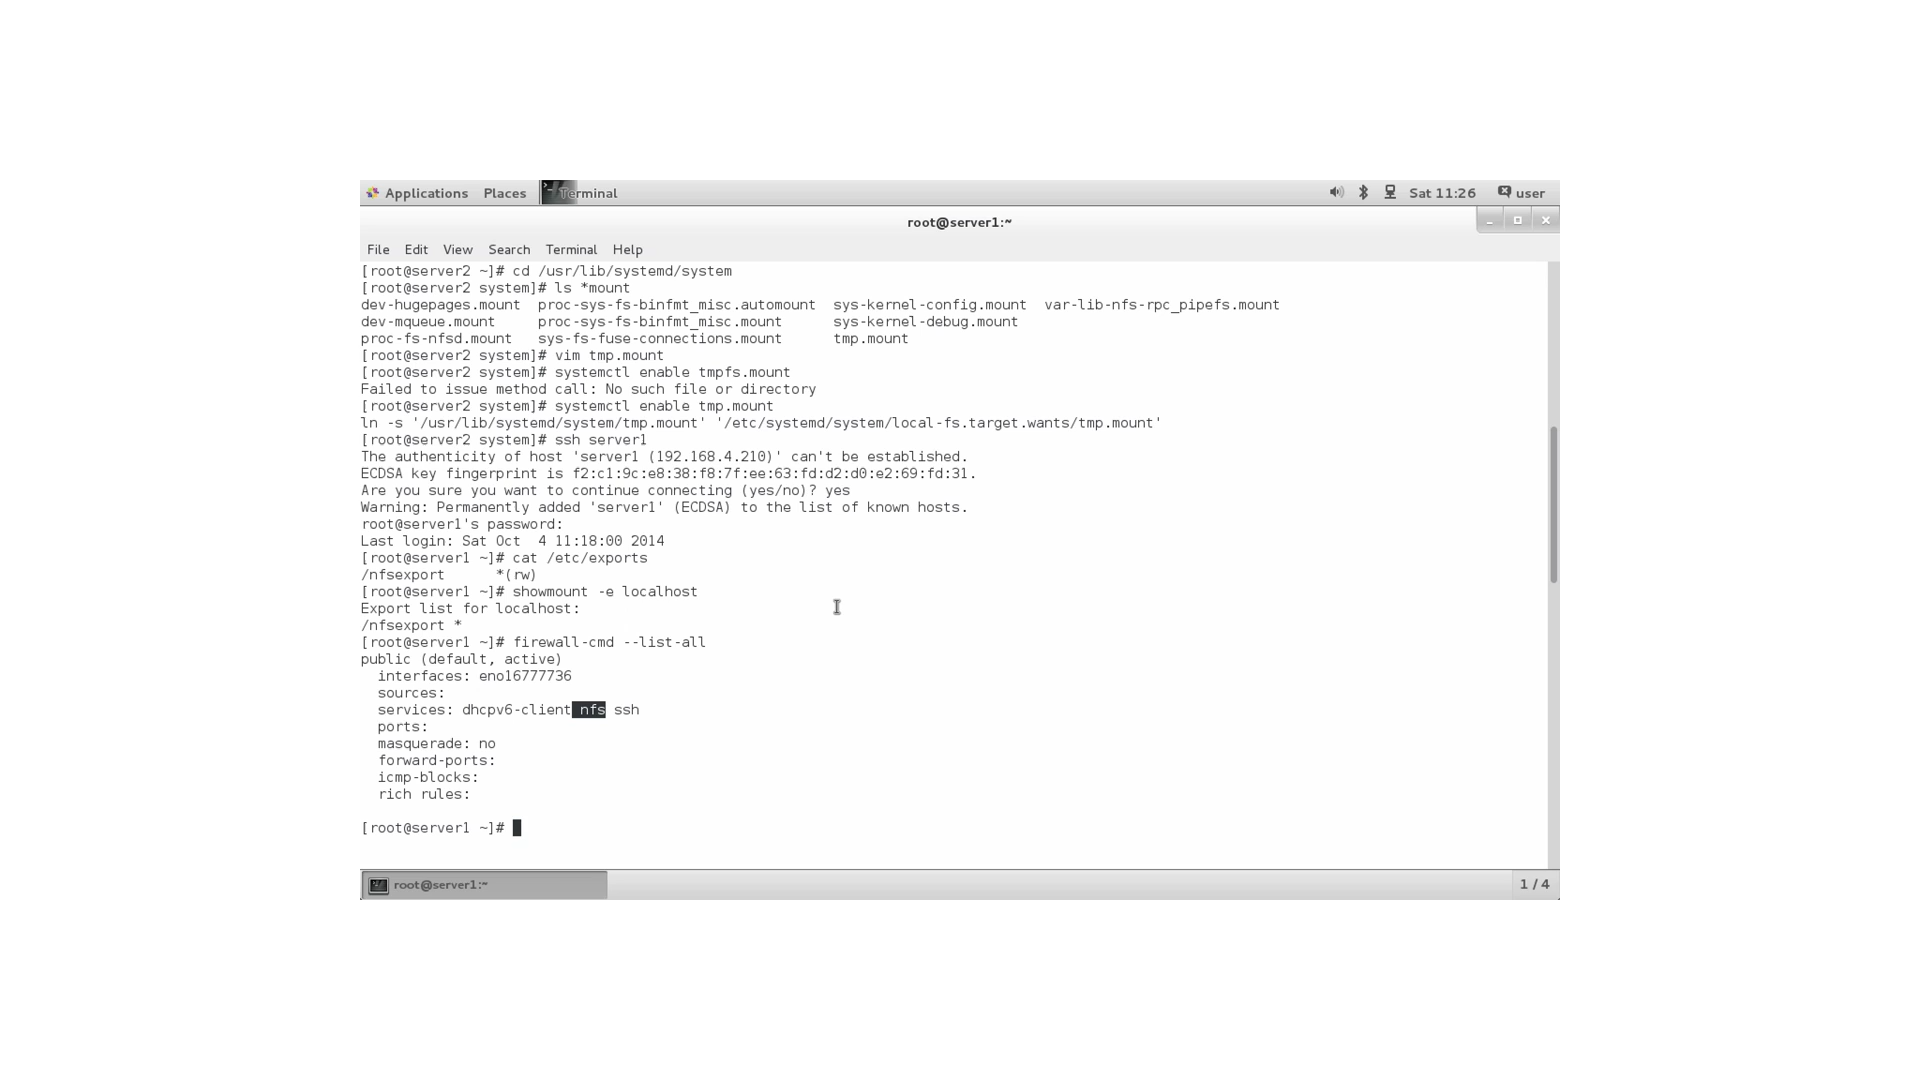 Applications Places Terminal Sat 11:26 user
root@server1:~
File Edit View Search Terminal Help
[root@server2 ~]# cd /usr/lib/systemd/system
[root@server2 system]# ls *mount
dev-hugepages.mount  proc-sys-fs-binfmt_misc.automount  sys-kernel-config.mount  var-lib-nfs-rpc_pipefs.mount
dev-mqueue.mount     proc-sys-fs-binfmt_misc.mount      sys-kernel-debug.mount
proc-fs-nfsd.mount   sys-fs-fuse-connections.mount      tmp.mount
[root@server2 system]# vim tmp.mount
[root@server2 system]# systemctl enable tmpfs.mount
Failed to issue method call: No such file or directory
[root@server2 system]# systemctl enable tmp.mount
ln -s '/usr/lib/systemd/system/tmp.mount' '/etc/systemd/system/local-fs.target.wants/tmp.mount'
[root@server2 system]# ssh server1
The authenticity of host 'server1 (192.168.4.210)' can't be established.
ECDSA key fingerprint is f2:c1:9c:e8:38:f8:7f:ee:63:fd:d2:d0:e2:69:fd:31.
Are you sure you want to continue connecting (yes/no)? yes
Warning: Permanently added 'server1' (ECDSA) to the list of known hosts.
root@server1's password:
Last login: Sat Oct  4 11:18:00 2014
[root@server1 ~]# cat /etc/exports
/nfsexport      *(rw)
[root@server1 ~]# showmount -e localhost
Export list for localhost:
/nfsexport *
[root@server1 ~]# firewall-cmd --list-all
public (default, active)
  interfaces: eno16777736
  sources:
  services: dhcpv6-client nfs ssh
  ports:
  masquerade: no
  forward-ports:
  icmp-blocks:
  rich rules:
[root@server1 ~]#
root@server1:~ 1 / 4